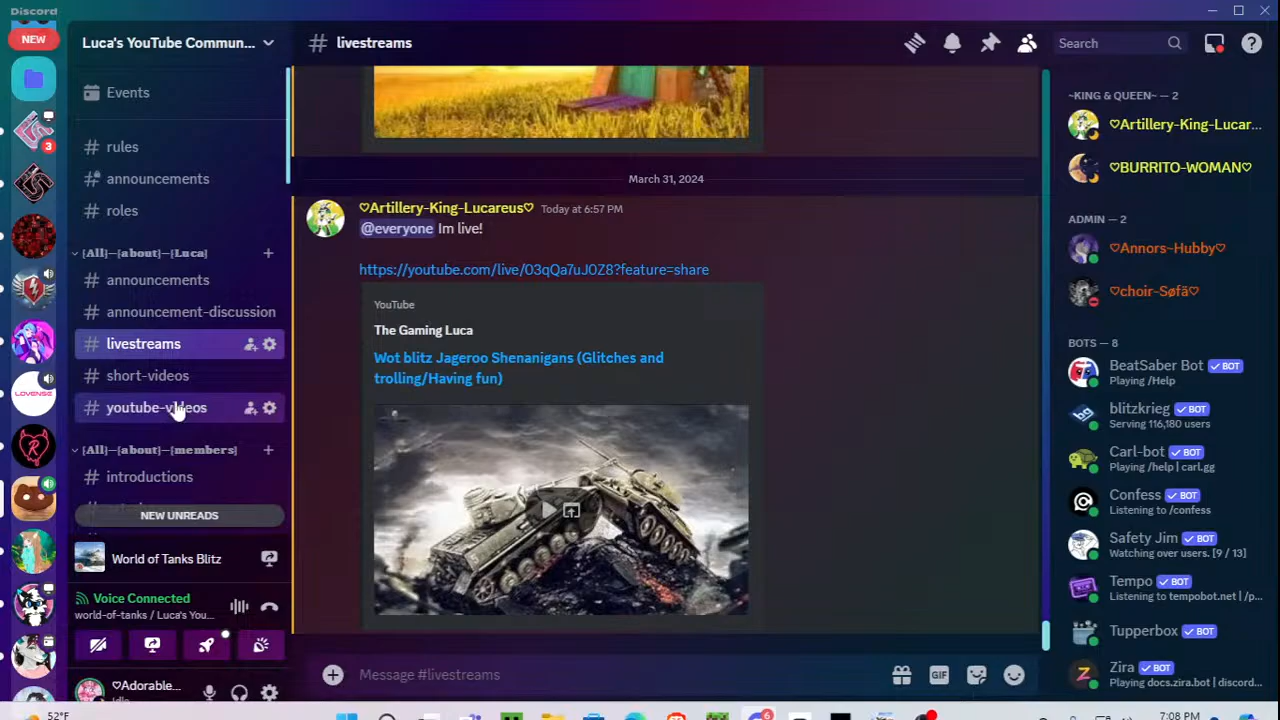 Discord
NEW
Luca's YouTube Commun...
# livestreams
Search
Events
rules
announcements
roles
[All]—[about]—[Luca]
announcements
announcement-discussion
livestreams
short-videos
youtube-videos
[All]—[about]—[members]
introductions
NEW UNREADS
World of Tanks Blitz
Voice Connected
world-of-tanks / Luca's You...
♡Adorable...
Idle
3
LOVENSE
March 31, 2024
♡Artillery-King-Lucareus♡ Today at 6:57 PM
@everyone Im live!
https://youtube.com/live/03qQa7uJ0Z8?feature=share
YouTube
The Gaming Luca
Wot blitz Jageroo Shenanigans (Glitches and
trolling/Having fun)
Message #livestreams
GIF
~KING & QUEEN~ — 2
♡Artillery-King-Lucar...
♡BURRITO-WOMAN♡
ADMIN — 2
♡Annors~Hubby♡
♡choir-Søfã♡
BOTS — 8
BeatSaber Bot ✓ BOT
Playing /Help
blitzkrieg ✓ BOT
Serving 116,180 users
Carl-bot ✓ BOT
Playing /help | carl.gg
Confess ✓ BOT
Listening to /confess
Safety Jim ✓ BOT
Watching over users. [9 / 13]
Tempo ✓ BOT
Listening to tempobot.net | /p...
Tupperbox ✓ BOT
Zira ✓ BOT
Playing docs.zira.bot | discord...
52°F
6
7:08 PM